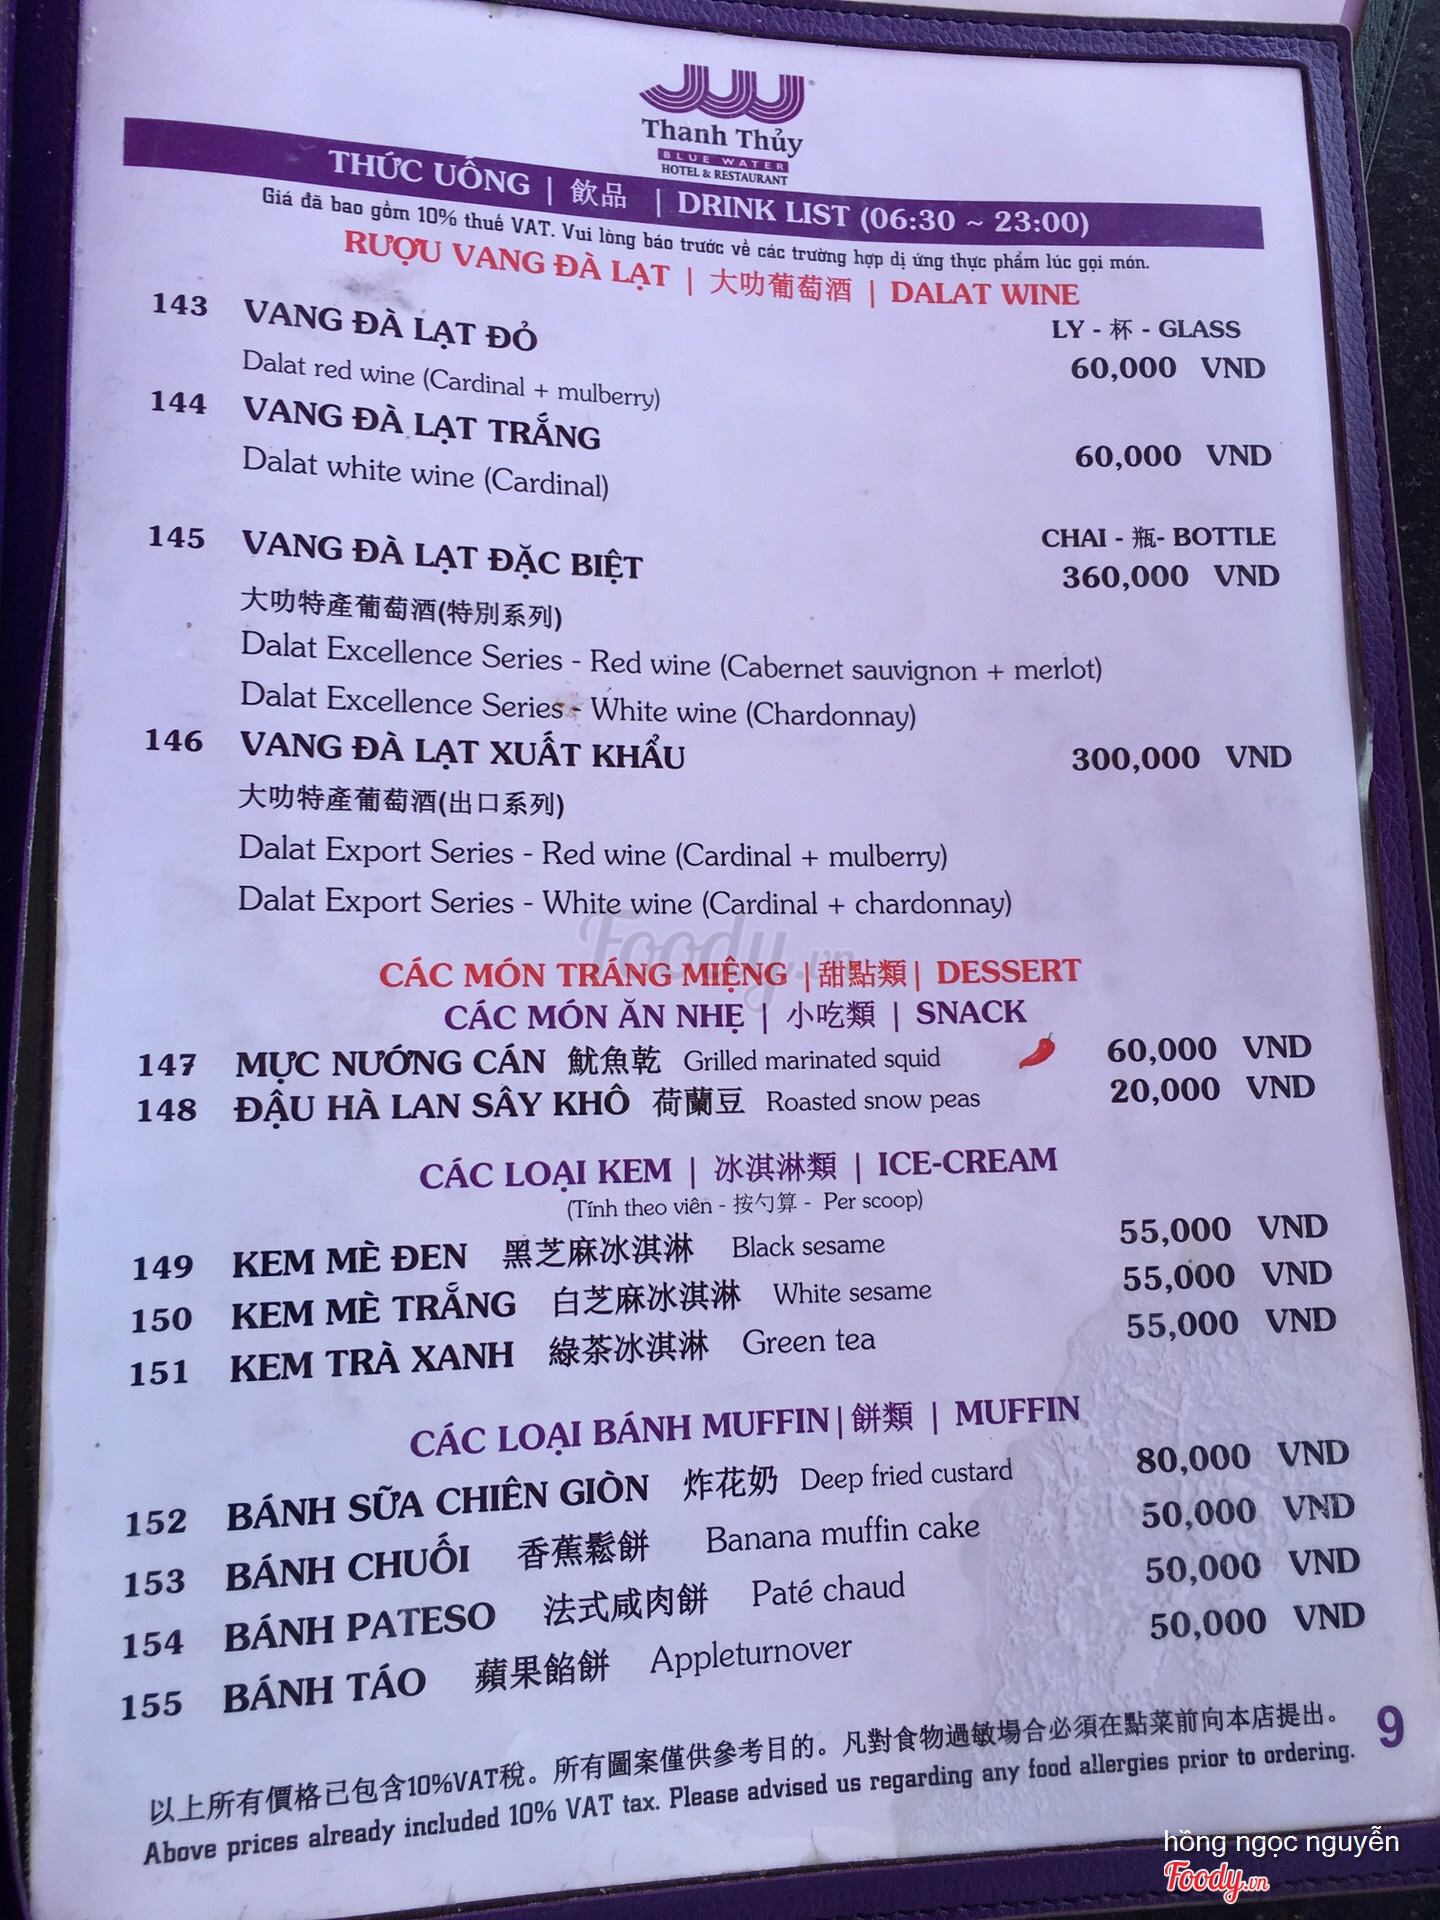 Thanh Thủy
BLUE WATER
HOTEL & RESTAURANT
THỨC UỐNG | 飲品 | DRINK LIST (06:30 ~ 23:00)
Giá đã bao gồm 10% thuế VAT. Vui lòng báo trước về các trường hợp dị ứng thực phẩm lúc gọi món.
RƯỢU VANG ĐÀ LẠT | 大叻葡萄酒 | DALAT WINE
LY - 杯 - GLASS
143 VANG ĐÀ LẠT ĐỎ 60,000 VND
Dalat red wine (Cardinal + mulberry)
144 VANG ĐÀ LẠT TRẮNG 60,000 VND
Dalat white wine (Cardinal)
CHAI - 瓶- BOTTLE
145 VANG ĐÀ LẠT ĐẶC BIỆT 360,000 VND
大叻特產葡萄酒(特別系列)
Dalat Excellence Series - Red wine (Cabernet sauvignon + merlot)
Dalat Excellence Series - White wine (Chardonnay)
146 VANG ĐÀ LẠT XUẤT KHẨU 300,000 VND
大叻特產葡萄酒(出口系列)
Dalat Export Series - Red wine (Cardinal + mulberry)
Dalat Export Series - White wine (Cardinal + chardonnay)
Foody.vn
CÁC MÓN TRÁNG MIỆNG |甜點類| DESSERT
CÁC MÓN ĂN NHẸ | 小吃類 | SNACK
147 MỰC NƯỚNG CÁN 魷魚乾 Grilled marinated squid 60,000 VND
148 ĐẬU HÀ LAN SÂY KHÔ 荷蘭豆 Roasted snow peas 20,000 VND
CÁC LOẠI KEM | 冰淇淋類 | ICE-CREAM
(Tính theo viên - 按勺算 - Per scoop)
149 KEM MÈ ĐEN 黑芝麻冰淇淋 Black sesame 55,000 VND
150 KEM MÈ TRẮNG 白芝麻冰淇淋 White sesame 55,000 VND
151 KEM TRÀ XANH 綠茶冰淇淋 Green tea 55,000 VND
CÁC LOẠI BÁNH MUFFIN|餅類 | MUFFIN
152 BÁNH SỮA CHIÊN GIÒN 炸花奶 Deep fried custard 80,000 VND
153 BÁNH CHUỐI 香蕉鬆餅 Banana muffin cake 50,000 VND
154 BÁNH PATESO 法式咸肉餅 Paté chaud 50,000 VND
155 BÁNH TÁO 蘋果餡餅 Appleturnover 50,000 VND
以上所有價格已包含10%VAT稅。所有圖案僅供參考目的。凡對食物過敏場合必須在點菜前向本店提出。
Above prices already included 10% VAT tax. Please advised us regarding any food allergies prior to ordering.
9
hồng ngọc nguyễn
Foody.vn